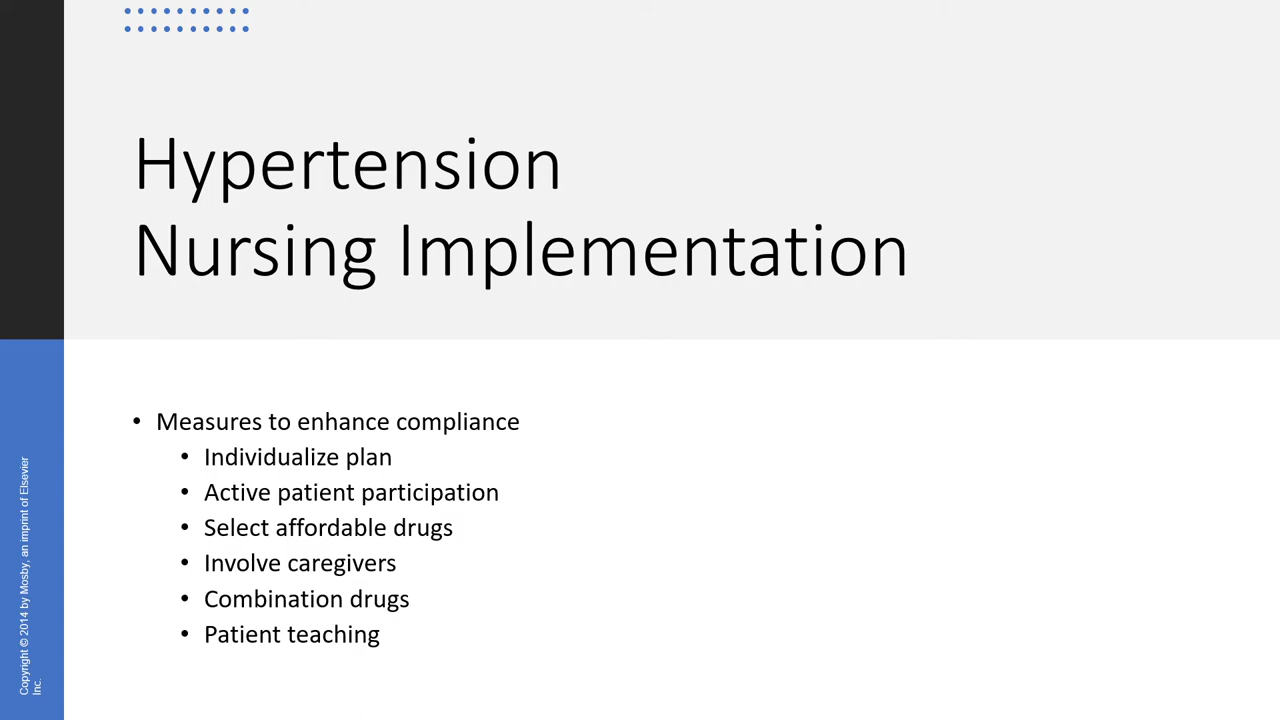 Hypertension
Nursing Implementation
• Measures to enhance compliance
• Individualize plan
• Active patient participation
• Select affordable drugs
• Involve caregivers
• Combination drugs
• Patient teaching
Copyright © 2014 by Mosby, an imprint of Elsevier
Inc.